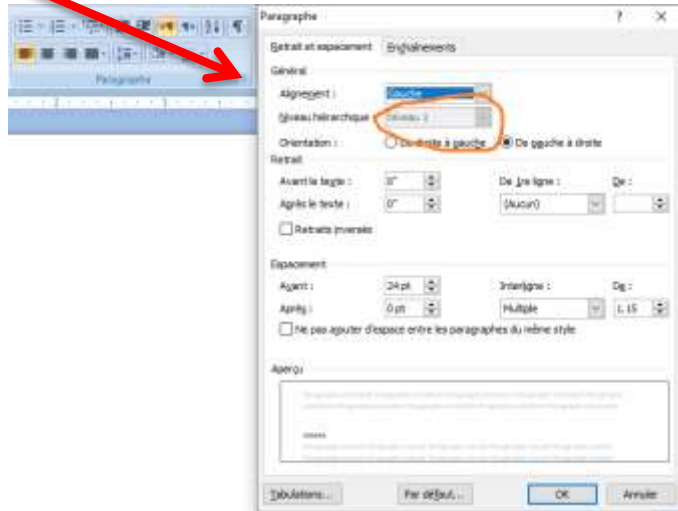 Paragraphe
? ×
Retrait et espacement Enchaînements
Général
Alignement : Gauche
Niveau hiérarchique : Niveau
Orientation : De droite à gauche De gauche à droite
Retrait
Avant le texte : 0" De 1re ligne : De :
Après le texte : 0" (Aucun)
Retraits inversés
Espacement
Avant : 24 pt Interligne : De :
Après : 0 pt Multiple 1,15
Ne pas ajouter d'espace entre les paragraphes du même style
Aperçu
Tabulations... Par défaut... OK Annuler
Paragraphe